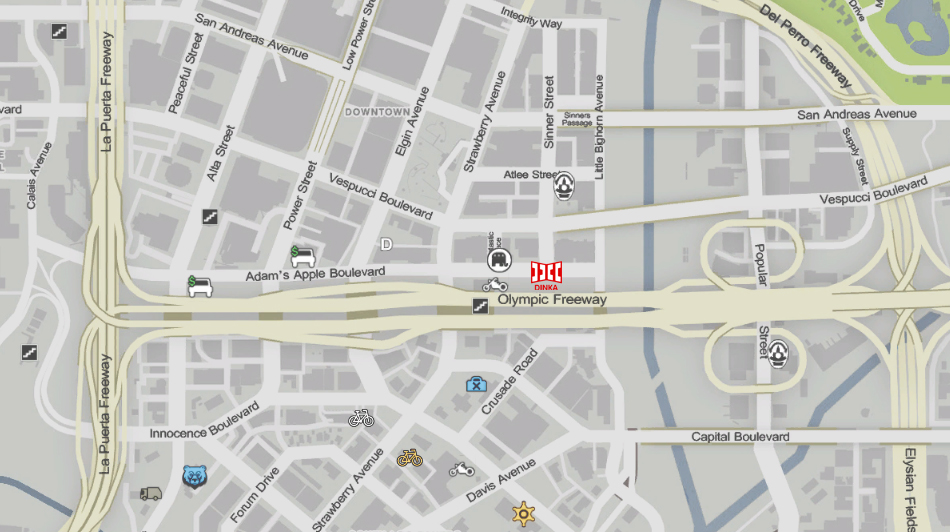 Integrity Way
San Andreas Avenue
Low Power Street
Del Perro Freeway
Drive
La Puerta Freeway
Peaceful Street
DOWNTOWN
Elgin Avenue
Strawberry Avenue
Sinner Street
Little Bighorn Avenue
Sinners
Passage
San Andreas Avenue
Alta Street
Calais Avenue
Supply Street
Atlee Street
Power Street
Vespucci Boulevard
Vespucci Boulevard
D
Popular
Street
Adam's Apple Boulevard
DINKA
Olympic Freeway
La Puerta Freeway
Crusade Road
Innocence Boulevard
Capital Boulevard
Forum Drive
Strawberry Avenue
Davis Avenue
Elysian Fields